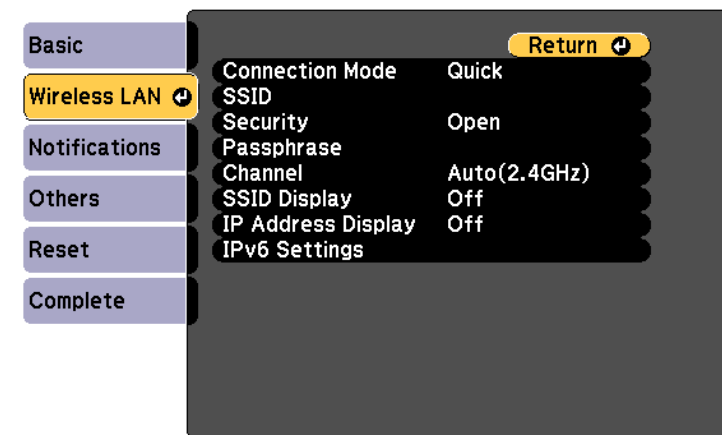 Basic
Wireless LAN
Notifications
Others
Reset
Complete
Return
Connection Mode Quick
SSID
Security Open
Passphrase
Channel Auto(2.4GHz)
SSID Display Off
IP Address Display Off
IPv6 Settings